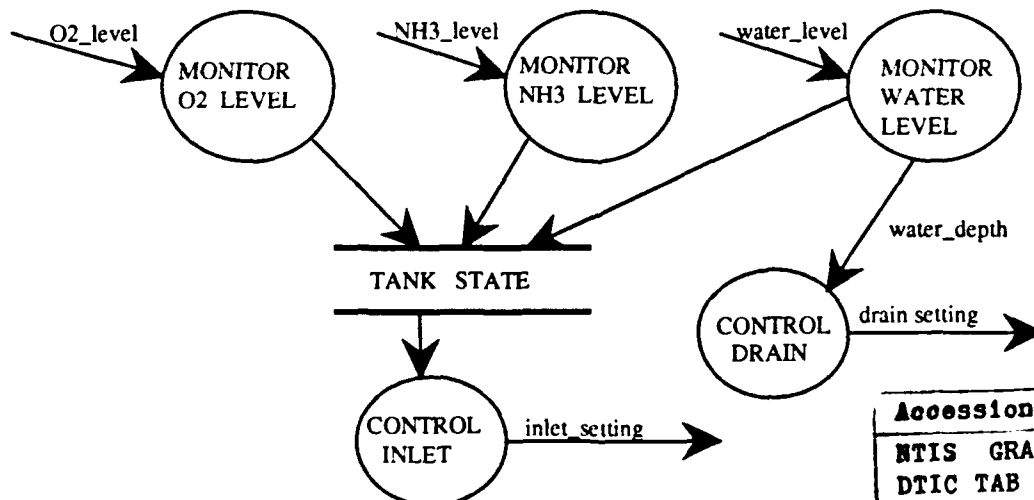 O2_level
NH3_level
water_level
MONITOR
O2 LEVEL
MONITOR
NH3 LEVEL
MONITOR
WATER
LEVEL
water_depth
TANK STATE
CONTROL
DRAIN
drain setting
CONTROL
INLET
inlet_setting
Accession
NTIS GRA
DTIC TAB